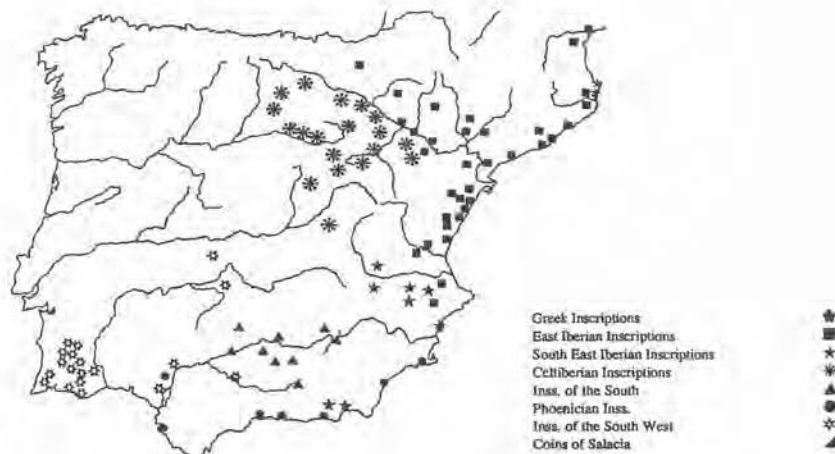 Greek Inscriptions
East Iberian Inscriptions
South East Iberian Inscriptions
Celtiberian Inscriptions
Inss. of the South
Phoenician Inss.
Inss. of the South West
Coins of Salacia